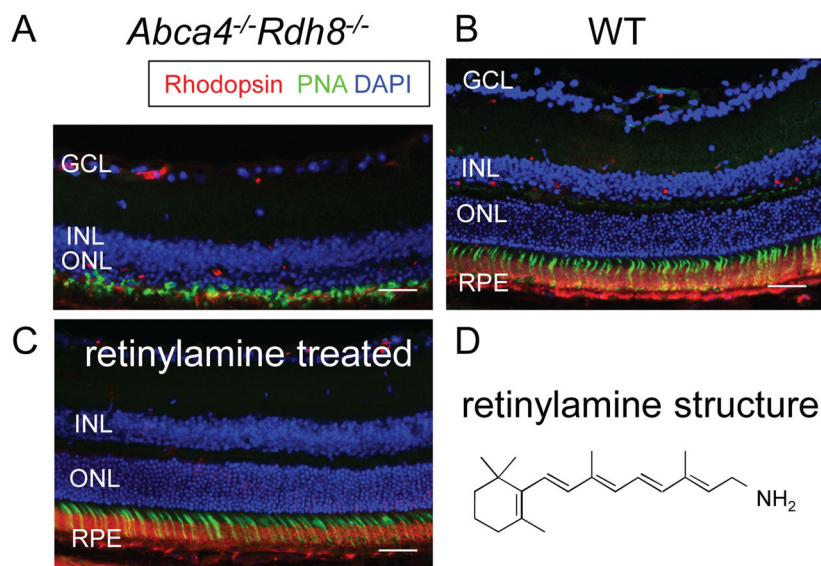 A
Abca4-/-Rdh8-/-
Rhodopsin PNA DAPI
GCL
INL
ONL
B
WT
GCL
INL
ONL
RPE
C
retinylamine treated
INL
ONL
RPE
D
retinylamine structure
NH2